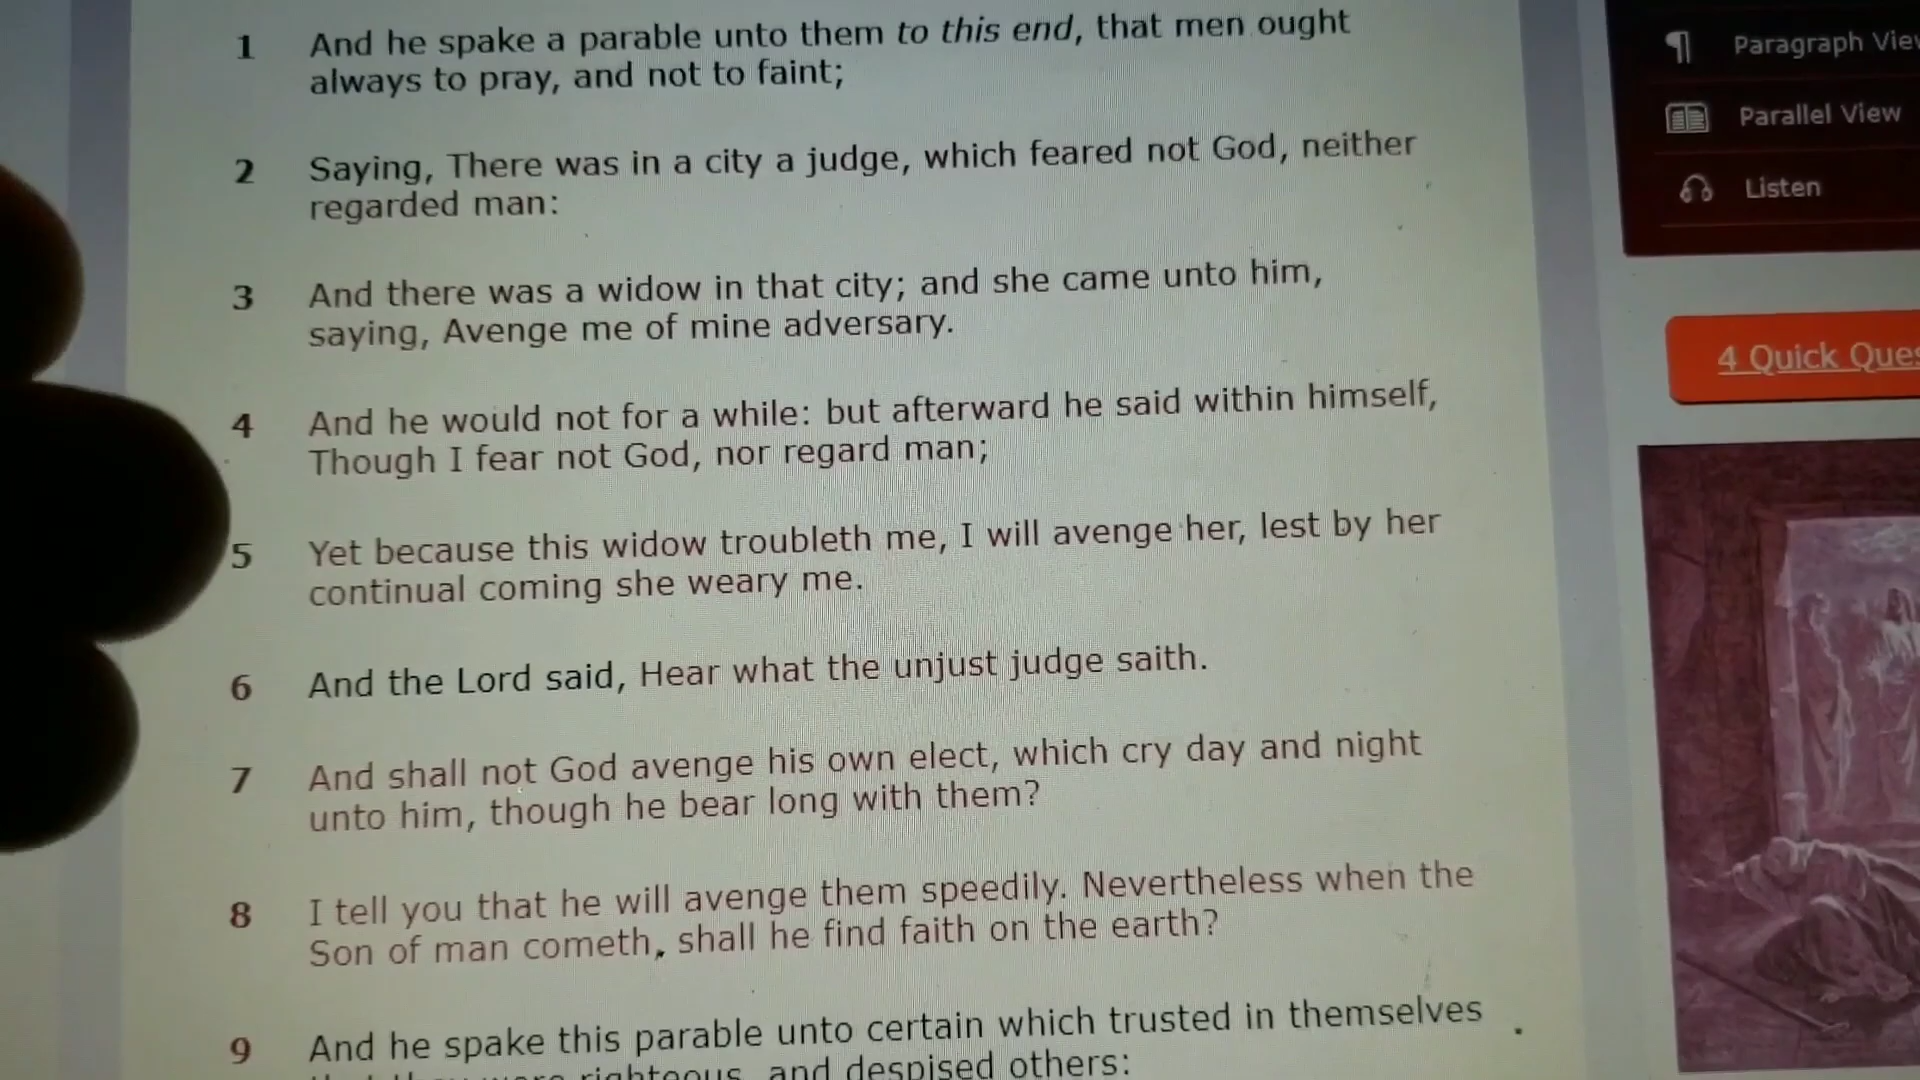 1 And he spake a parable unto them to this end, that men ought
always to pray, and not to faint;
2 Saying, There was in a city a judge, which feared not God, neither
regarded man:
3 And there was a widow in that city; and she came unto him,
saying, Avenge me of mine adversary.
4 And he would not for a while: but afterward he said within himself,
Though I fear not God, nor regard man;
5 Yet because this widow troubleth me, I will avenge her, lest by her
continual coming she weary me.
6 And the Lord said, Hear what the unjust judge saith.
7 And shall not God avenge his own elect, which cry day and night
unto him, though he bear long with them?
8 I tell you that he will avenge them speedily. Nevertheless when the
Son of man cometh, shall he find faith on the earth?
9 And he spake this parable unto certain which trusted in themselves
that they were righteous, and despised others:
¶ Paragraph View
Parallel View
Listen
4 Quick Ques